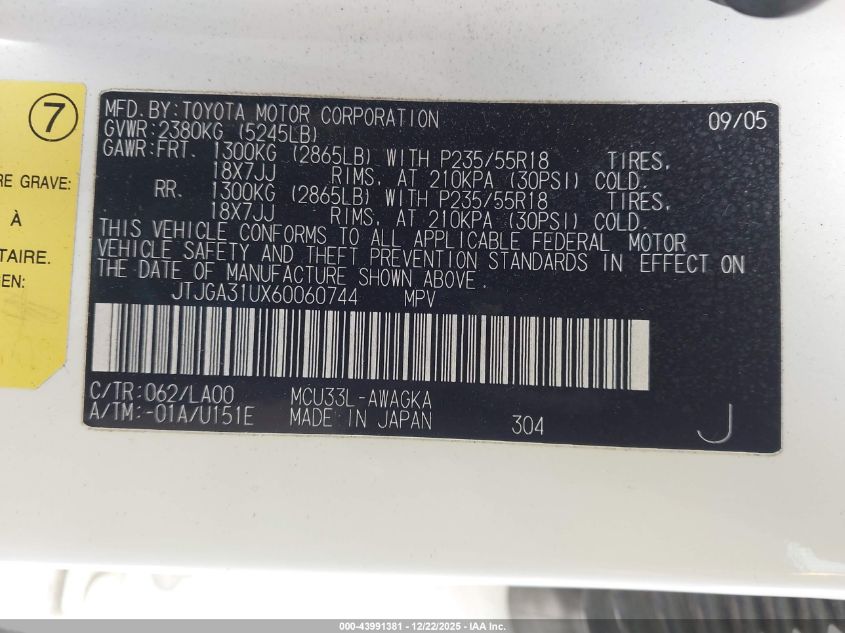 7
RE GRAVE:
À
TAIRE.
EN:
MFD. BY: TOYOTA MOTOR CORPORATION 09/05
GVWR: 2380KG (5245LB)
GAWR: FRT. 1300KG (2865LB) WITH P235/55R18 TIRES,
18X7JJ RIMS, AT 210KPA (30PSI) COLD.
RR. 1300KG (2865LB) WITH P235/55R18 TIRES,
18X7JJ RIMS, AT 210KPA (30PSI) COLD.
THIS VEHICLE CONFORMS TO ALL APPLICABLE FEDERAL MOTOR
VEHICLE SAFETY AND THEFT PREVENTION STANDARDS IN EFFECT ON
THE DATE OF MANUFACTURE SHOWN ABOVE.
JTJGA31UX60060744 MPV
C/TR: 062/LA00 MCU33L-AWAGKA
A/TM: -01A/U151E MADE IN JAPAN 304 J
000-43991381 - 12/22/2025 - IAA Inc.